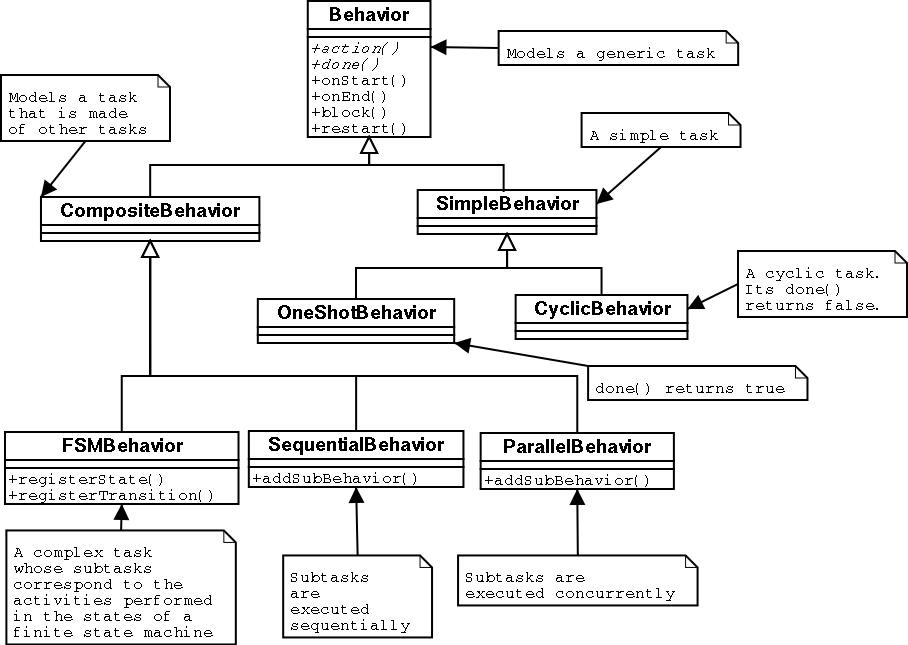 Behavior
+action()
+done()
+onStart()
+onEnd()
+block()
+restart()
Models a generic task
Models a task
that is made
of other tasks
A simple task
CompositeBehavior
SimpleBehavior
A cyclic task.
Its done()
returns false.
OneShotBehavior
CyclicBehavior
done() returns true
FSMBehavior
+registerState()
+registerTransition()
SequentialBehavior
+addSubBehavior()
ParallelBehavior
+addSubBehavior()
A complex task
whose subtasks
correspond to the
activities performed
in the states of a
finite state machine
Subtasks
are
executed
sequentially
Subtasks are
executed concurrently